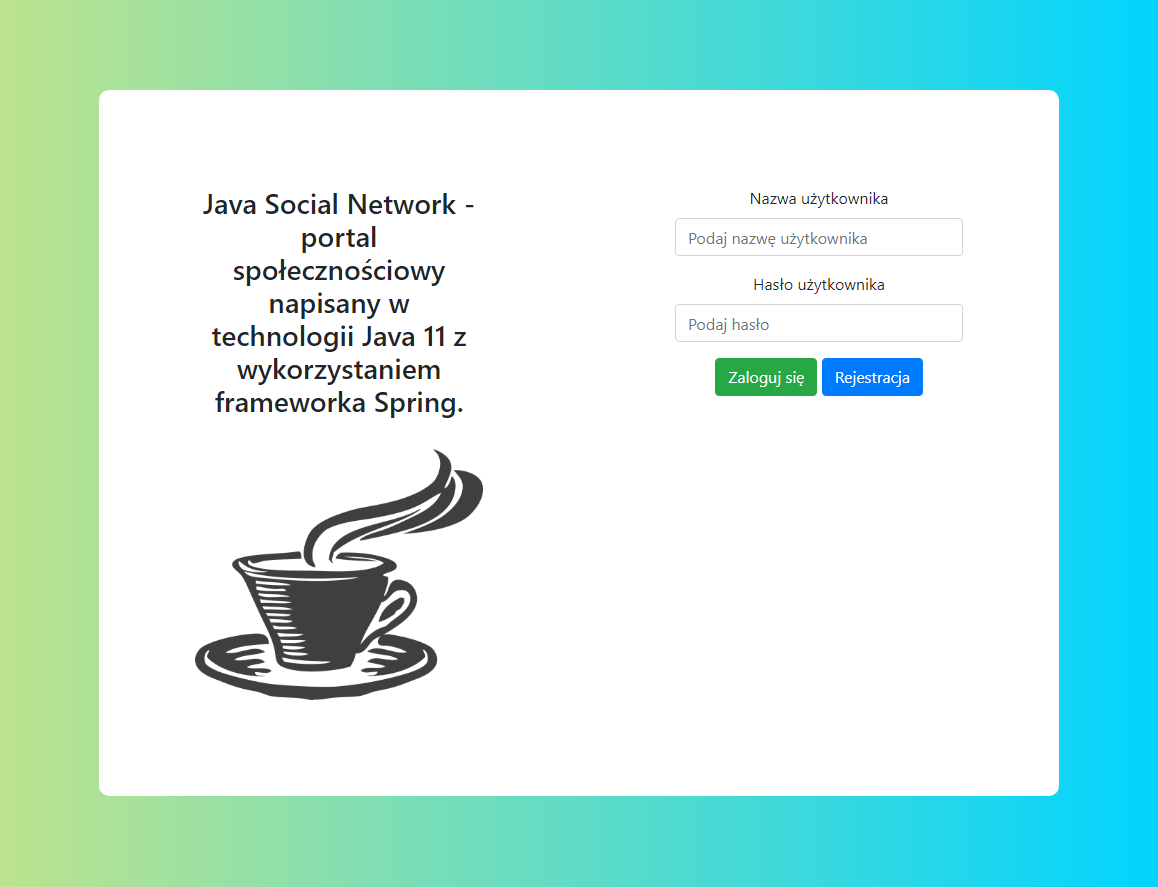 Java Social Network -
portal
społecznościowy
napisany w
technologii Java 11 z
wykorzystaniem
frameworka Spring.
Nazwa użytkownika
Podaj nazwę użytkownika
Hasło użytkownika
Podaj hasło
Zaloguj się Rejestracja